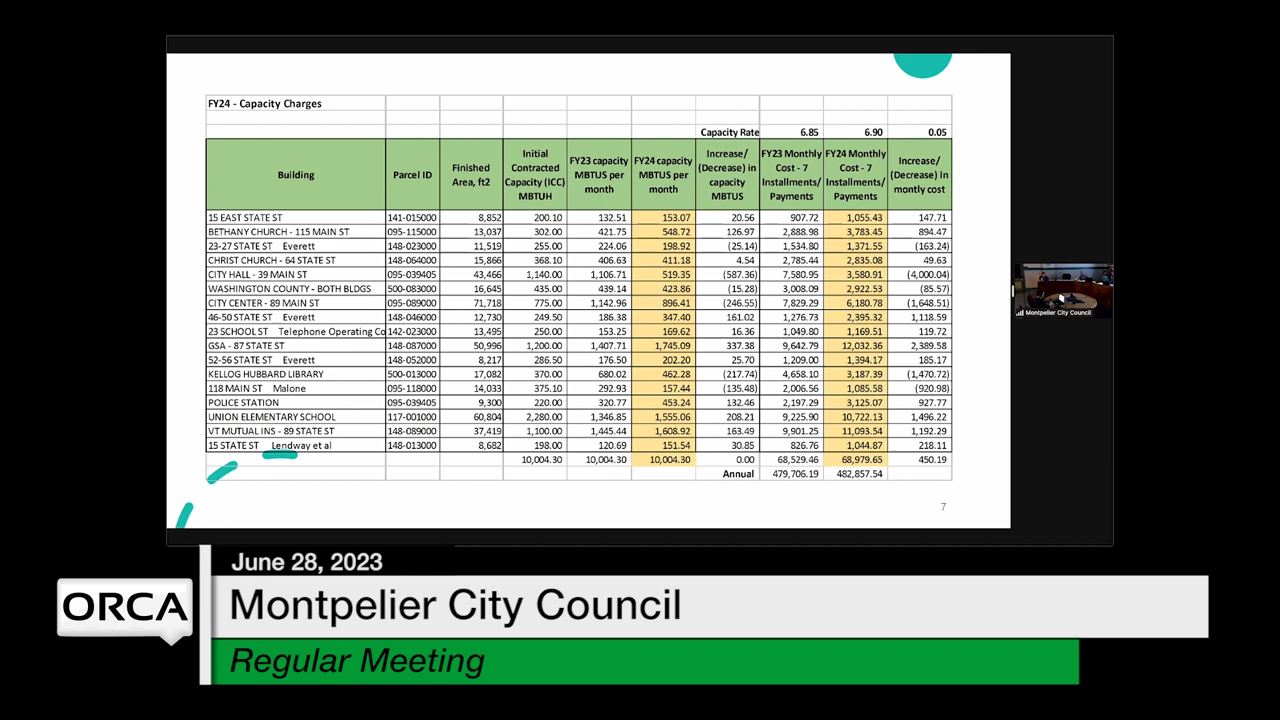 FY24 - Capacity Charges
Capacity Rate 6.85 6.90 0.05
Building Parcel ID Finished Area, ft2 Initial Contracted Capacity (ICC) MBTUH FY23 capacity MBTUS per month FY24 capacity MBTUS per month Increase/ (Decrease) in capacity MBTUS FY23 Monthly Cost - 7 Installments/ Payments FY24 Monthly Cost - 7 Installments/ Payments Increase/ (Decrease) in montly cost
15 EAST STATE ST 141-015000 8,852 200.10 132.51 153.07 20.56 907.72 1,055.43 147.71
BETHANY CHURCH - 115 MAIN ST 095-115000 13,037 302.00 421.75 548.72 126.97 2,888.98 3,783.45 894.47
23-27 STATE ST Everett 148-023000 11,519 255.00 224.06 198.92 (25.14) 1,534.80 1,371.55 (163.24)
CHRIST CHURCH - 64 STATE ST 148-064000 15,866 368.10 406.63 411.18 4.54 2,785.44 2,835.08 49.63
CITY HALL - 39 MAIN ST 095-039405 43,466 1,140.00 1,106.71 519.35 (587.36) 7,580.95 3,580.91 (4,000.04)
WASHINGTON COUNTY - BOTH BLDGS 500-083000 16,645 435.00 439.14 423.86 (15.28) 3,008.09 2,922.53 (85.57)
CITY CENTER - 89 MAIN ST 095-089000 71,718 775.00 1,142.96 896.41 (246.55) 7,829.29 6,180.78 (1,648.51)
46-50 STATE ST Everett 148-046000 12,730 249.50 186.38 347.40 161.02 1,276.73 2,395.32 1,118.59
23 SCHOOL ST Telephone Operating Co 142-023000 13,495 250.00 153.25 169.62 16.36 1,049.80 1,169.51 119.72
GSA - 87 STATE ST 148-087000 50,996 1,200.00 1,407.71 1,745.09 337.38 9,642.79 12,032.36 2,389.58
52-56 STATE ST Everett 148-052000 8,217 286.50 176.50 202.20 25.70 1,209.00 1,394.17 185.17
KELLOG HUBBARD LIBRARY 500-013000 17,082 370.00 680.02 462.28 (217.74) 4,658.10 3,187.39 (1,470.72)
118 MAIN ST Malone 095-118000 14,033 375.10 292.93 157.44 (135.48) 2,006.56 1,085.58 (920.98)
POLICE STATION 095-039405 9,300 220.00 320.77 453.24 132.46 2,197.29 3,125.07 927.77
UNION ELEMENTARY SCHOOL 117-001000 60,804 2,280.00 1,346.85 1,555.06 208.21 9,225.90 10,722.13 1,496.22
VT MUTUAL INS - 89 STATE ST 148-089000 37,419 1,100.00 1,445.44 1,608.92 163.49 9,901.25 11,093.54 1,192.29
15 STATE ST Lendway et al 148-013000 8,682 198.00 120.69 151.54 30.85 826.76 1,044.87 218.11
10,004.30 10,004.30 10,004.30 0.00 68,529.46 68,979.65 450.19
Annual 479,706.19 482,857.54
7
Montpelier City Council
June 28, 2023
ORCA
Montpelier City Council
Regular Meeting